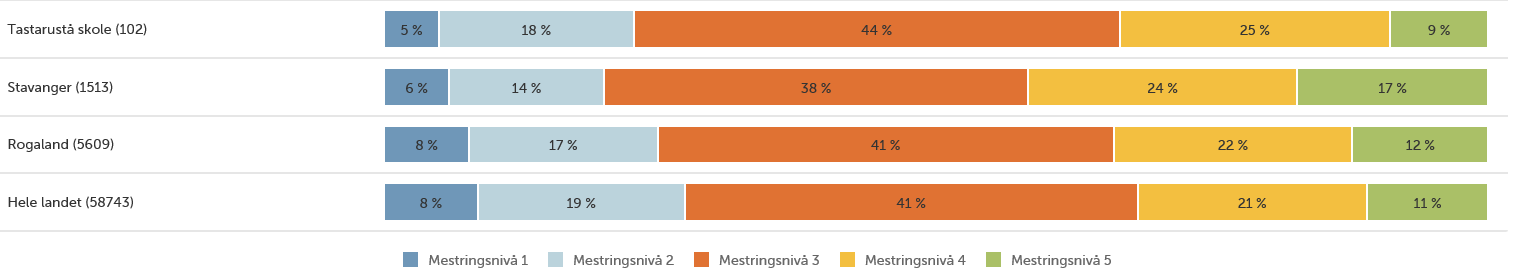 Tastarustå skole (102) 5 % 18 % 44 % 25 % 9 %
Stavanger (1513) 6 % 14 % 38 % 24 % 17 %
Rogaland (5609) 8 % 17 % 41 % 22 % 12 %
Hele landet (58743) 8 % 19 % 41 % 21 % 11 %
Mestringsnivå 1 Mestringsnivå 2 Mestringsnivå 3 Mestringsnivå 4 Mestringsnivå 5